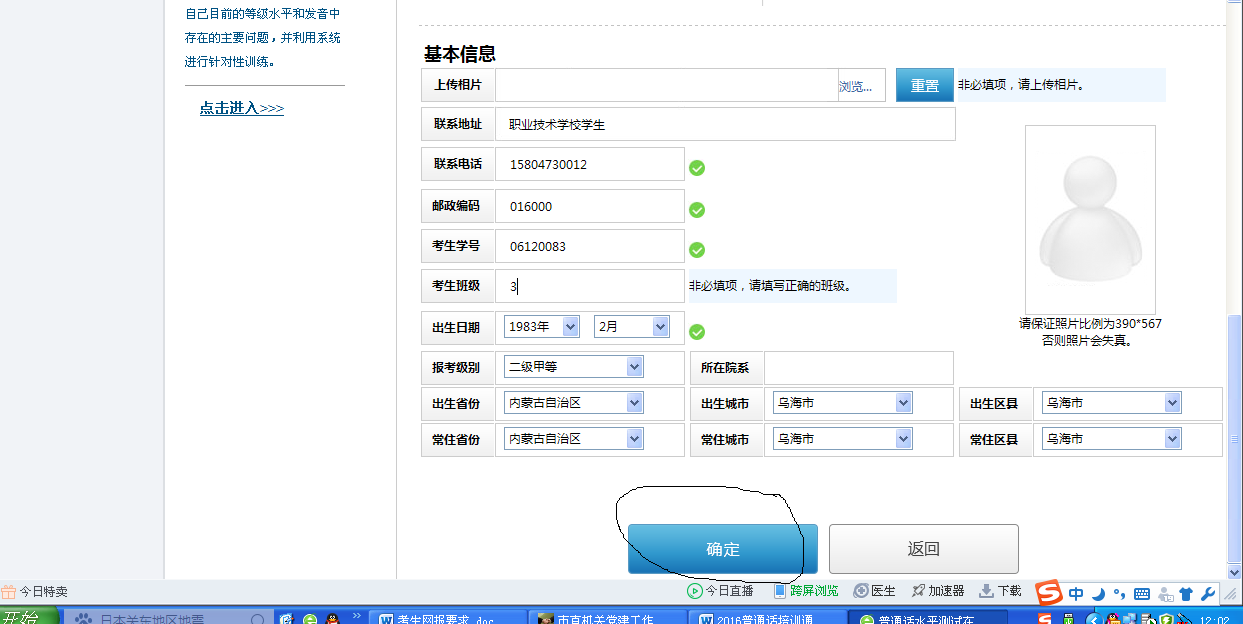 自己目前的等级水平和发音中
存在的主要问题，并利用系统
进行针对性训练。
点击进入>>>
基本信息
上传相片 浏览... 重置 非必填项，请上传相片。
联系地址 职业技术学校学生
联系电话 15804730012
邮政编码 016000
考生学号 06120083
考生班级 3 非必填项，请填写正确的班级。
出生日期 1983年 2月
请保证照片比例为390*567
否则照片会失真。
报考级别 二级甲等 所在院系
出生省份 内蒙古自治区 出生城市 乌海市 出生区县 乌海市
常住省份 内蒙古自治区 常住城市 乌海市 常住区县 乌海市
确定 返回
今日特卖 今日直播 跨屏浏览 医生 加速器 下载 中
开始 日本关东地区地震 考生网报要求.doc 市直机关党建工作 2016普通话培训通 普通话水平测试在 12:02